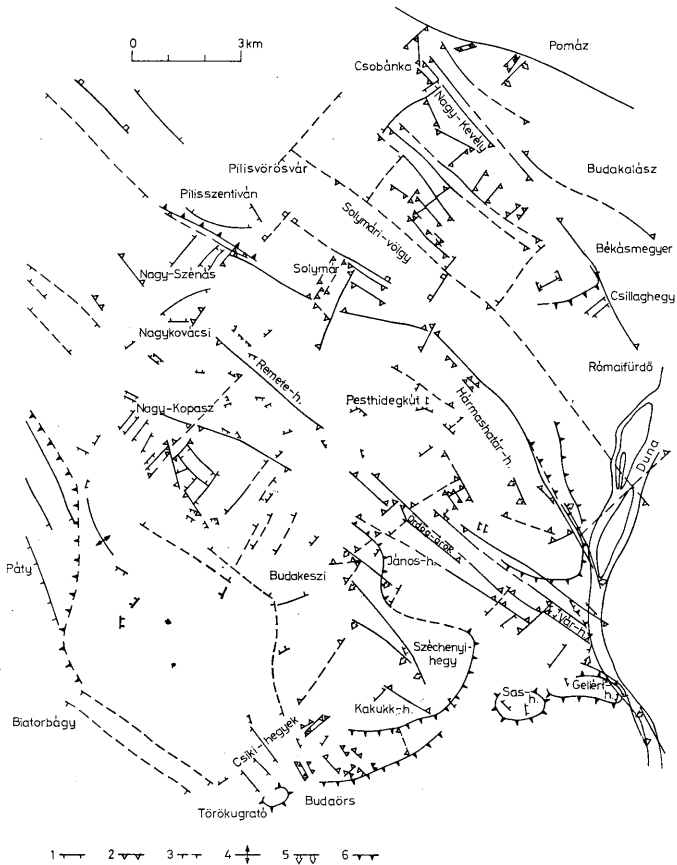 0 3 km
Pomáz
Csobánka
Nagy-Kevély
Pilisvörösvár
Budakalász
Pilisszentiván
Solymári-völgy
Békásmegyer
Nagy-Szénás
Solymár
Csillaghegy
Nagykovácsi
Rómaifürdő
Remete-h.
Pesthidegkút
Hármashatár-h.
Nagy-Kopasz
Duna
Ördög-árok
Páty
Budakeszi
János-h.
Vár-h.
Széchenyi-
hegy
Sas-
h.
Gellért-
h.
Kakukk-h.
Biatorbágy
Csiki-hegyek
Törökugrató
Budaörs
1 2 3 4 5 6